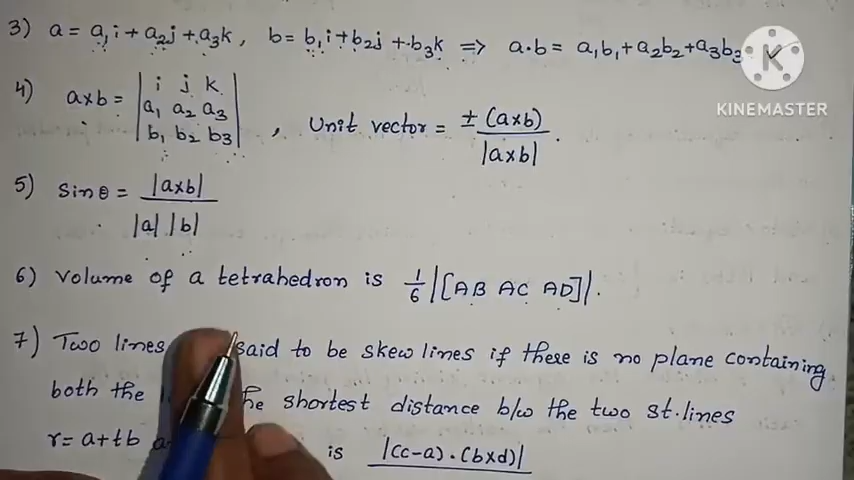 3) a = a₁i + a₂j + a₃k, b = b₁i + b₂j + b₃k ⇒ a·b = a₁b₁ + a₂b₂ + a₃b₃
KINEMASTER
4) a×b = | i j k |
| a₁ a₂ a₃ |
| b₁ b₂ b₃ | , Unit vector = ± (a×b) / |a×b| .
5) Sinθ = |a×b| / |a| |b|
6) Volume of a tetrahedron is 1/6 |[AB AC AD]|.
7) Two lines said to be skew lines if there is no plane containing
both the shortest distance b/w the two st.lines
r = a+tb is |(c-a)·(b×d)|